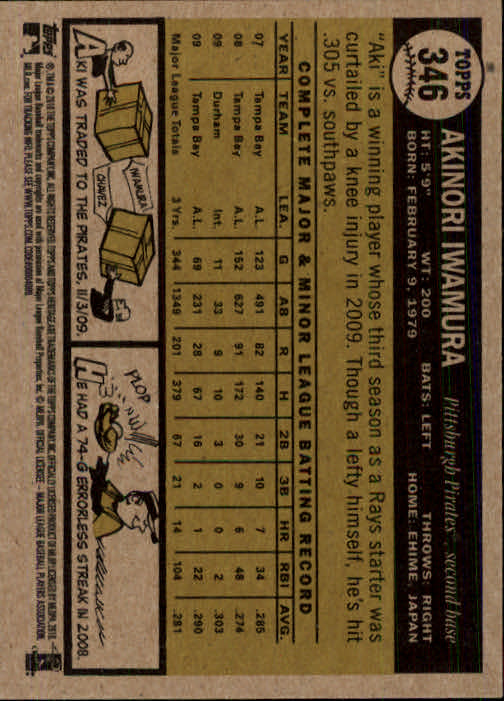 TOPPS
346
AKINORI IWAMURA — Pittsburgh Pirates®, second base
HT: 5'9" WT: 200 BATS: LEFT THROWS: RIGHT
BORN: FEBRUARY 9, 1979 HOME: EHIME, JAPAN
"Aki" is a winning player whose third season as a Rays starter was
curtailed by a knee injury in 2009. Though a lefty himself, he's hit
.305 vs. southpaws.
COMPLETE MAJOR & MINOR LEAGUE BATTING RECORD
YEAR TEAM LEA. G AB R H 2B 3B HR RBI AVG.
07 Tampa Bay A.L. 123 491 82 140 21 10 7 34 .285
08 Tampa Bay A.L. 152 627 91 172 30 9 6 48 .274
09 Durham Int. 11 33 9 10 3 0 0 2 .303
09 Tampa Bay A.L. 69 231 28 67 16 2 1 22 .290
Major League Totals 3 Yrs. 344 1349 201 379 67 21 14 104 .281
IWAMURA
CHAVEZ
AKI WAS TRADED TO THE PIRATES, 11/3/09.
PLOP
HE HAD A 74-G ERRORLESS STREAK IN 2008.
Topps